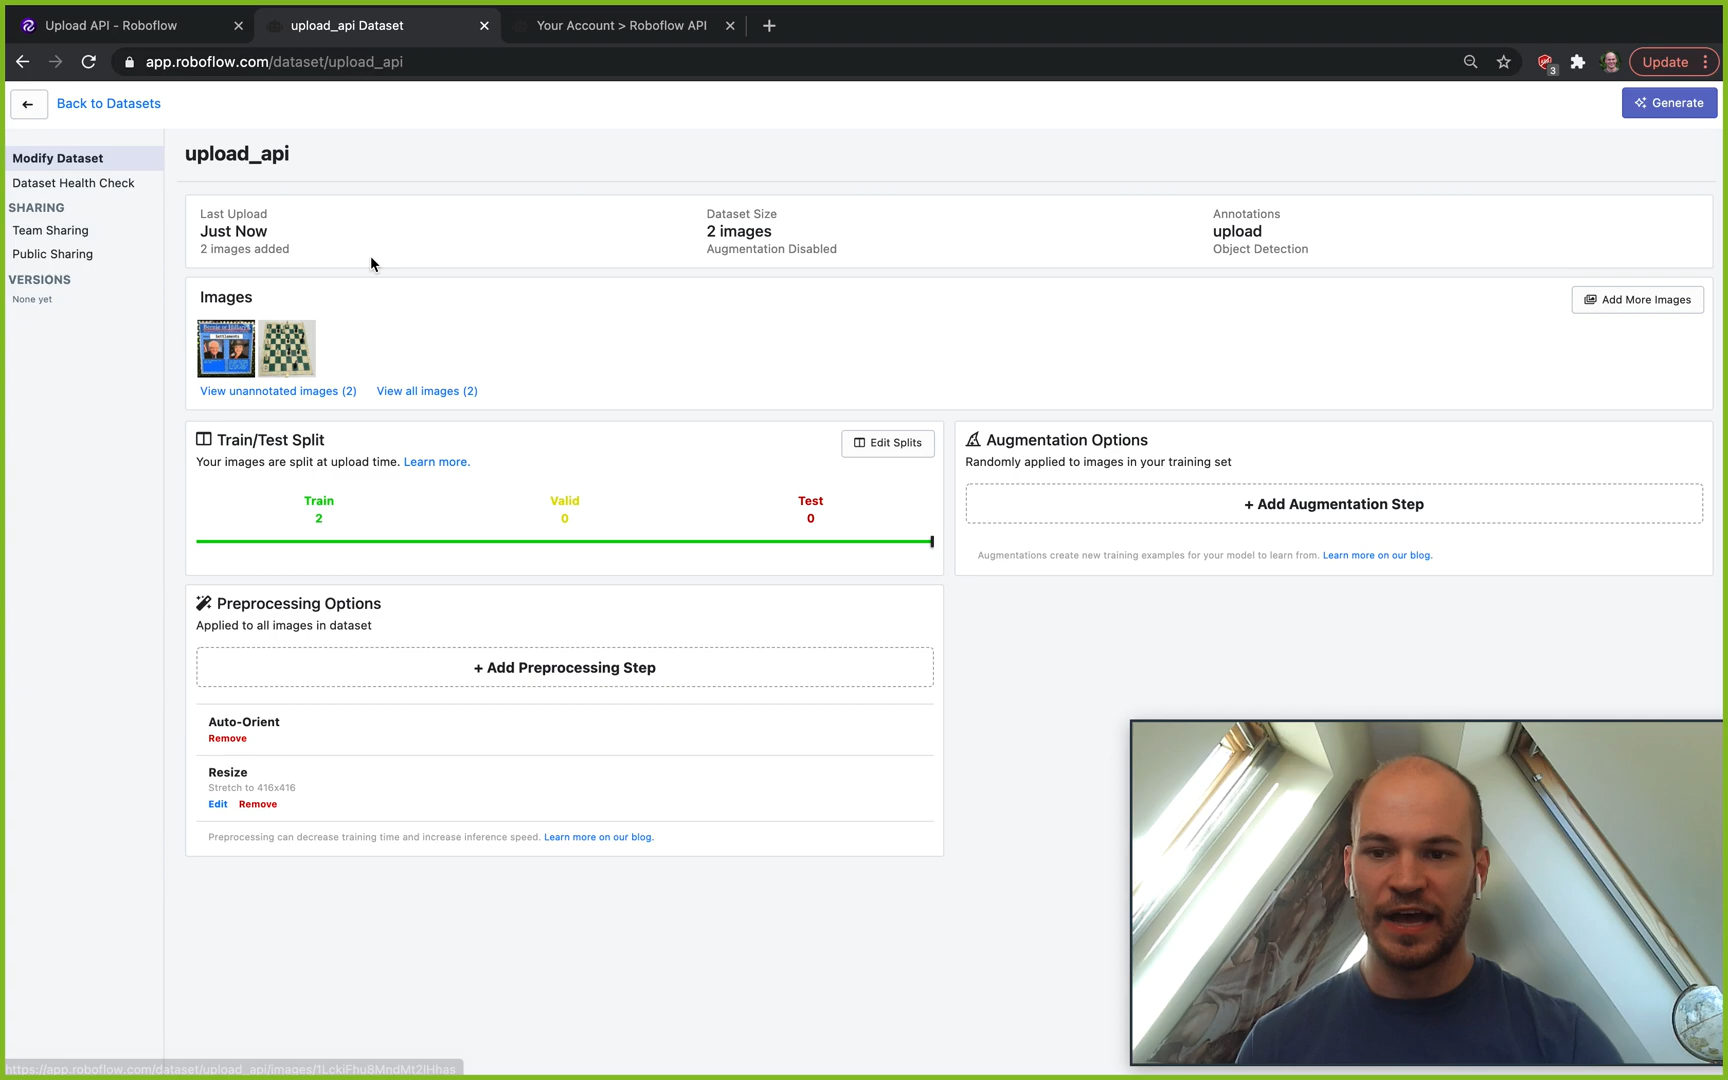 Upload API - Roboflow
upload_api Dataset
Your Account > Roboflow API
app.roboflow.com/dataset/upload_api
3
Update
Back to Datasets
Generate
Modify Dataset
Dataset Health Check
SHARING
Team Sharing
Public Sharing
VERSIONS
None yet
upload_api
Last Upload
Just Now
2 images added
Dataset Size
2 images
Augmentation Disabled
Annotations
upload
Object Detection
Images
Add More Images
Bernie or Hillary?
Settlements
View unannotated images (2)
View all images (2)
Train/Test Split
Edit Splits
Your images are split at upload time. Learn more.
Train
2
Valid
0
Test
0
Augmentation Options
Randomly applied to images in your training set
+ Add Augmentation Step
Augmentations create new training examples for your model to learn from. Learn more on our blog.
Preprocessing Options
Applied to all images in dataset
+ Add Preprocessing Step
Auto-Orient
Remove
Resize
Stretch to 416x416
Edit Remove
Preprocessing can decrease training time and increase inference speed. Learn more on our blog.